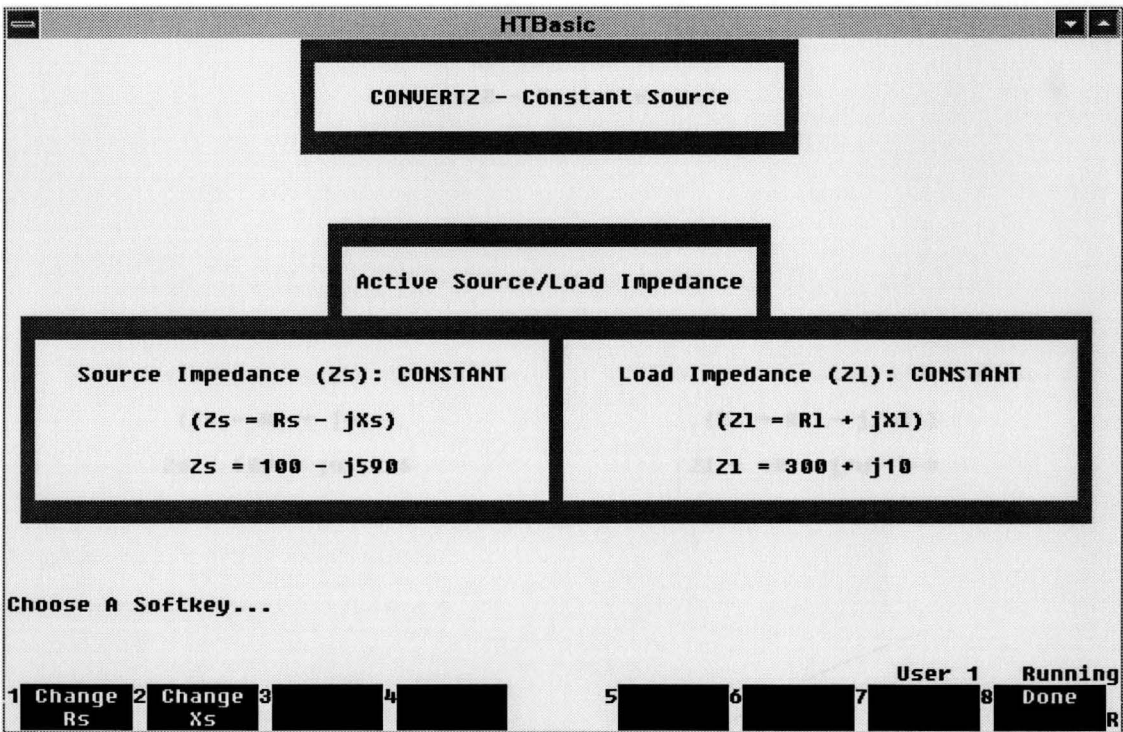 HTBasic
CONVERTZ - Constant Source
Active Source/Load Impedance
Source Impedance (Zs): CONSTANT
(Zs = Rs - jXs)
Zs = 100 - j590
Load Impedance (Zl): CONSTANT
(Zl = Rl + jXl)
Zl = 300 + j10
Choose A Softkey...
User 1 Running
1 Change Rs
2 Change Xs
3
4
5
6
7
8 Done
R